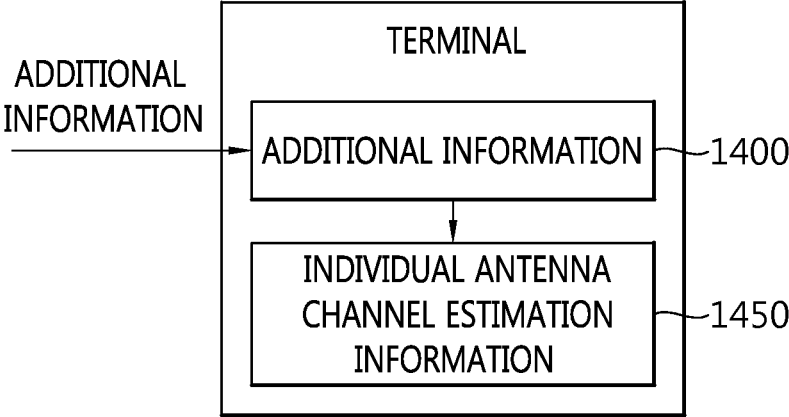 TERMINAL
ADDITIONAL
INFORMATION
ADDITIONAL INFORMATION
1400
INDIVIDUAL ANTENNA
CHANNEL ESTIMATION
INFORMATION
1450